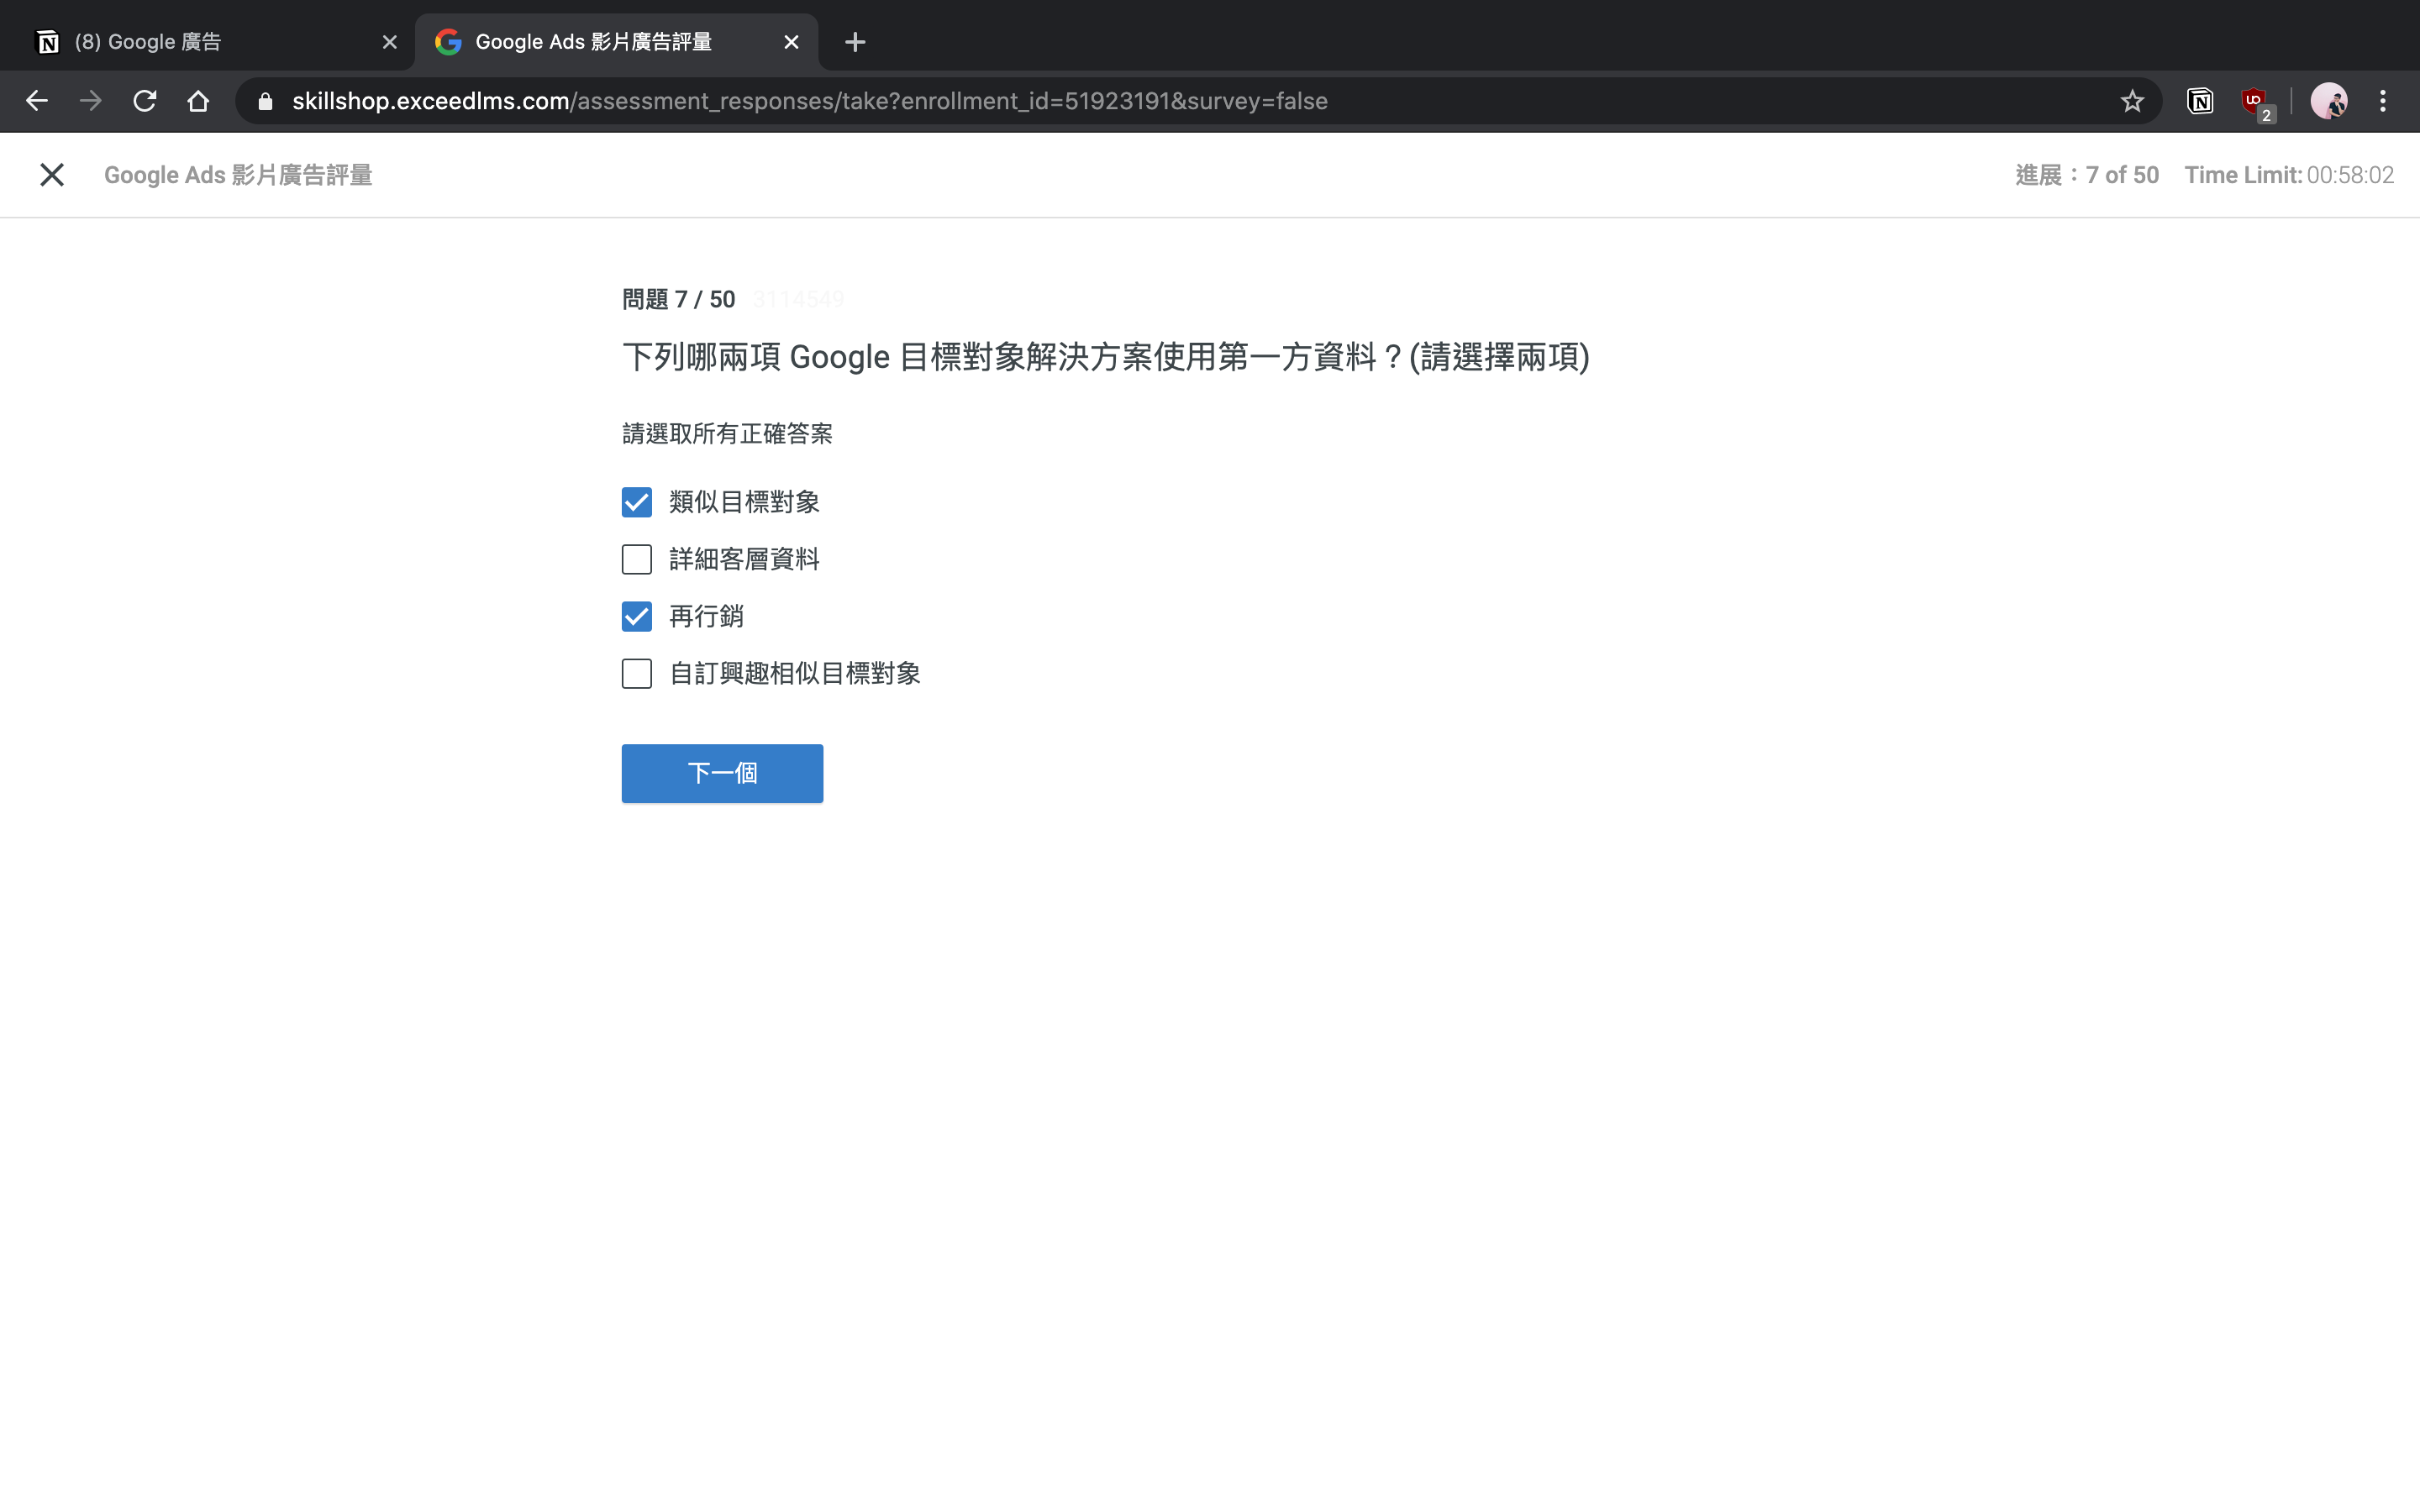 (8) Google 廣告
Google Ads 影片廣告評量
skillshop.exceedlms.com/assessment_responses/take?enrollment_id=51923191&survey=false
2
Google Ads 影片廣告評量
進展：7 of 50 Time Limit: 00:58:02
問題 7 / 50 3114549
下列哪兩項 Google 目標對象解決方案使用第一方資料？(請選擇兩項)
請選取所有正確答案
類似目標對象
詳細客層資料
再行銷
自訂興趣相似目標對象
下一個